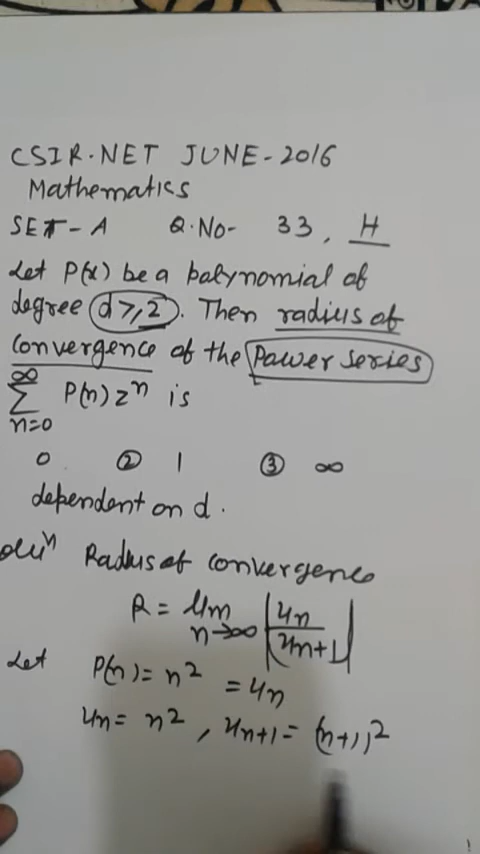 CSIR-NET JUNE-2016
Mathematics
SET-A Q.No- 33, H
Let P(x) be a polynomial of
degree d≥2. Then radius of
convergence of the Power series
∞
∑ P(n)zⁿ is
n=0
0 ② 1 ③ ∞
dependent on d.
Radius of convergence
R = lim |un/un+1|
n→∞
Let P(n)= n² = un
un= n², un+1= (n+1)²